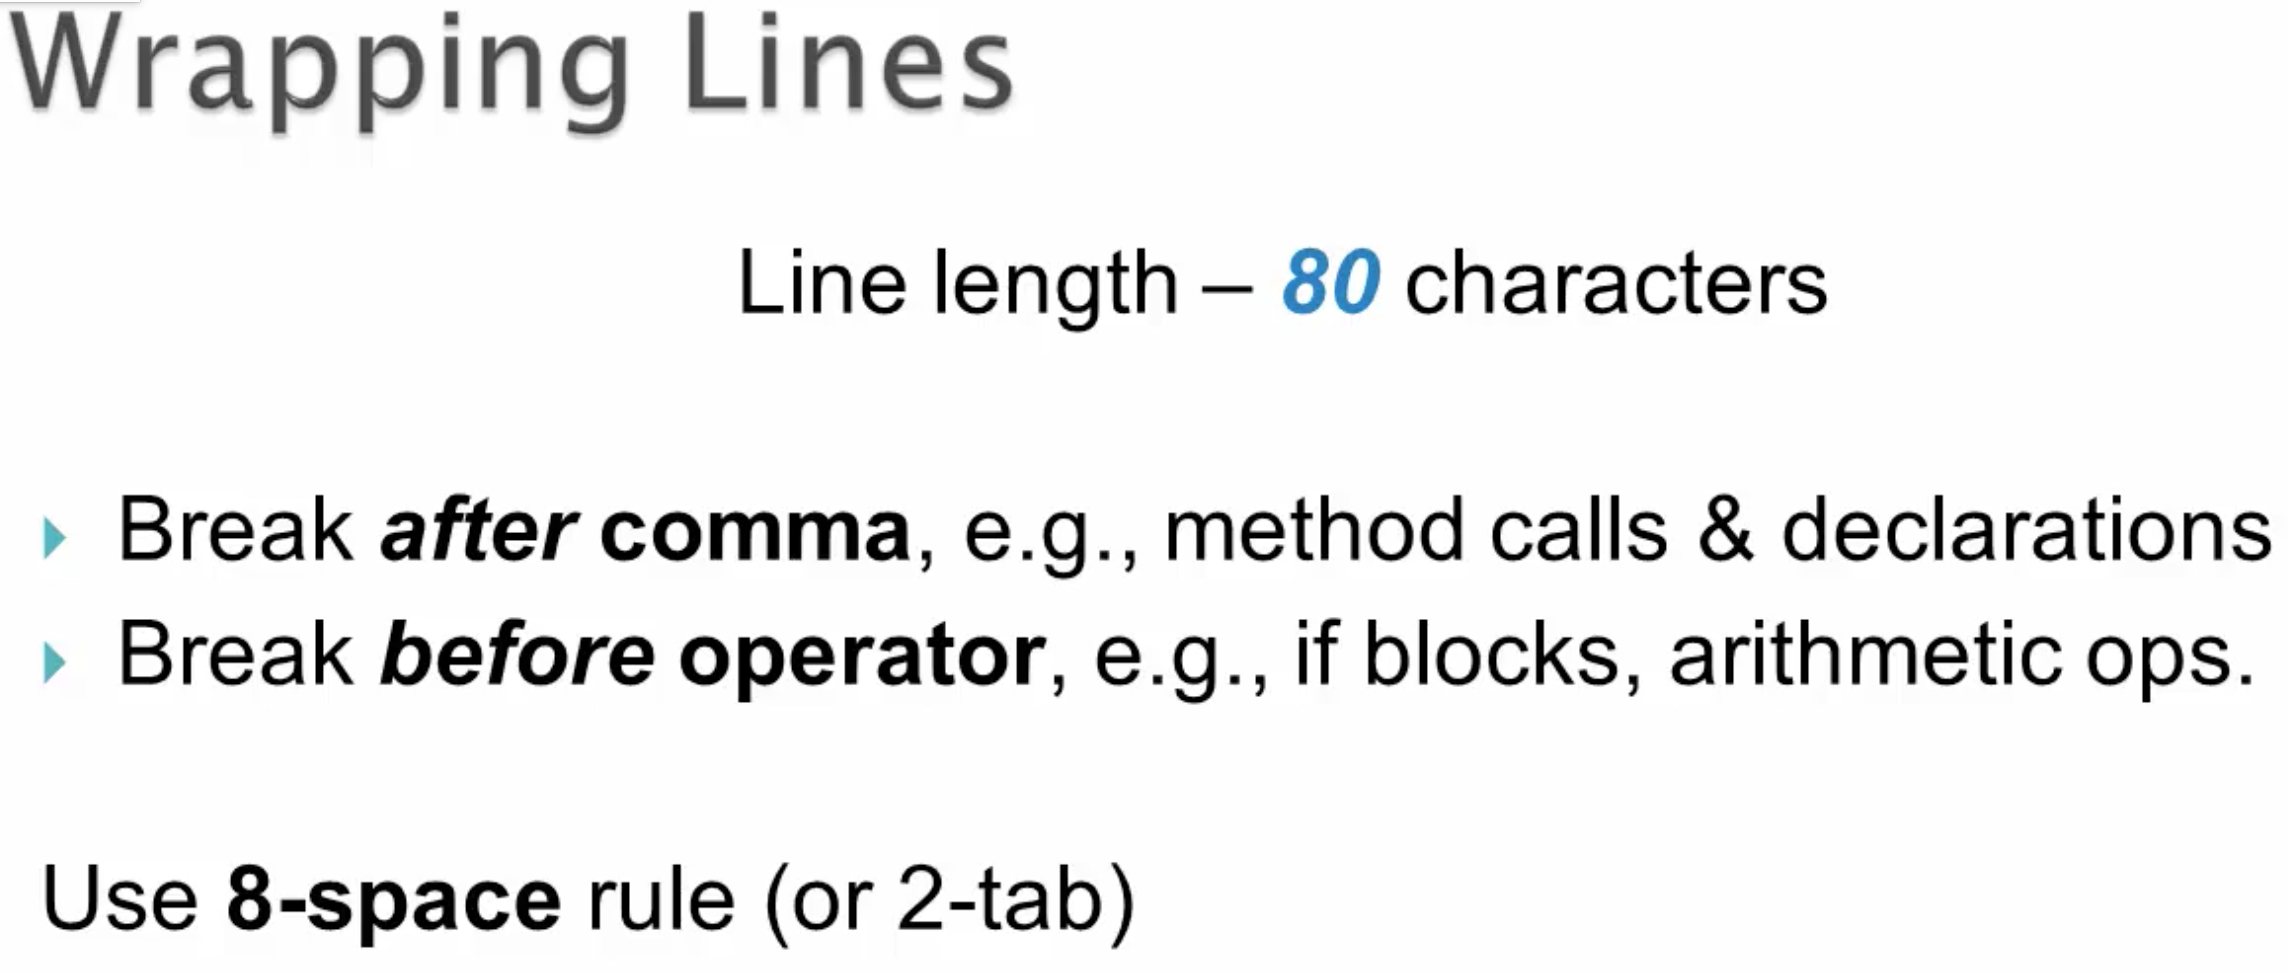 Wrapping Lines
Line length – 80 characters
Break after comma, e.g., method calls & declarations
Break before operator, e.g., if blocks, arithmetic ops.
Use 8-space rule (or 2-tab)